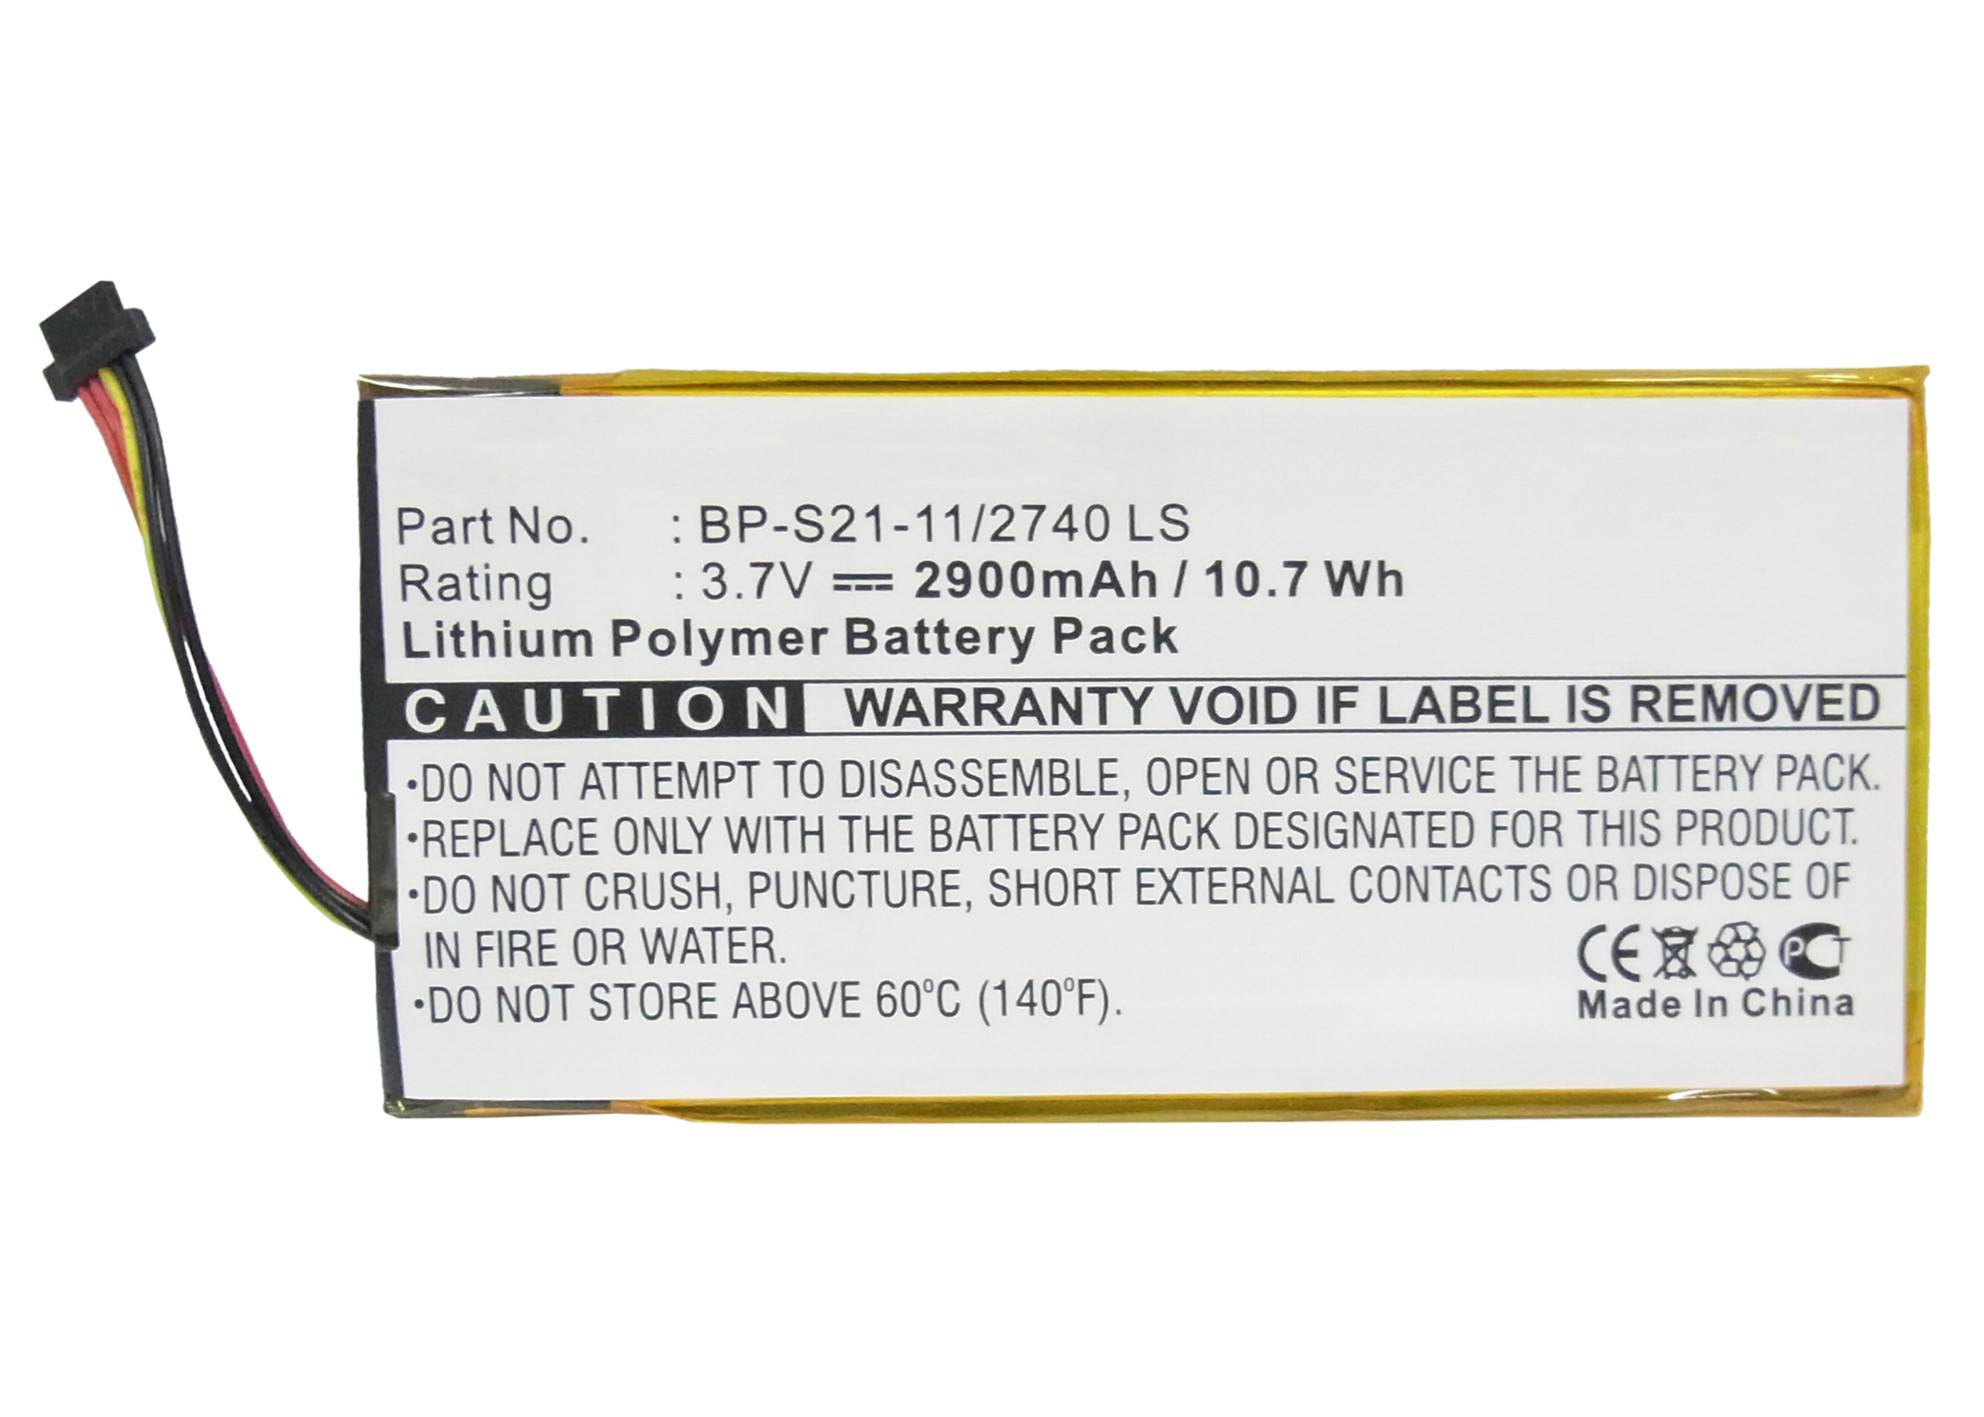 Part No. : BP-S21-11/2740 LS
Rating : 3.7V ⎓ 2900mAh / 10.7 Wh
Lithium Polymer Battery Pack
CAUTION WARRANTY VOID IF LABEL IS REMOVED
•DO NOT ATTEMPT TO DISASSEMBLE, OPEN OR SERVICE THE BATTERY PACK.
•REPLACE ONLY WITH THE BATTERY PACK DESIGNATED FOR THIS PRODUCT.
•DO NOT CRUSH, PUNCTURE, SHORT EXTERNAL CONTACTS OR DISPOSE OF
IN FIRE OR WATER.
CE PCT
•DO NOT STORE ABOVE 60°C (140°F).
Made In China